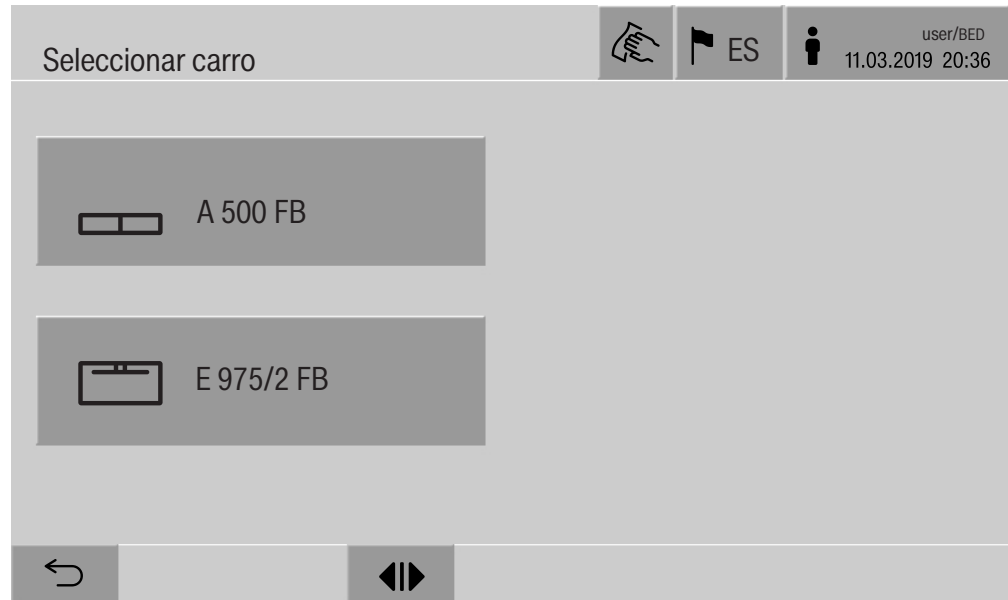 Seleccionar carro
ES
user/BED
11.03.2019 20:36
A 500 FB
E 975/2 FB